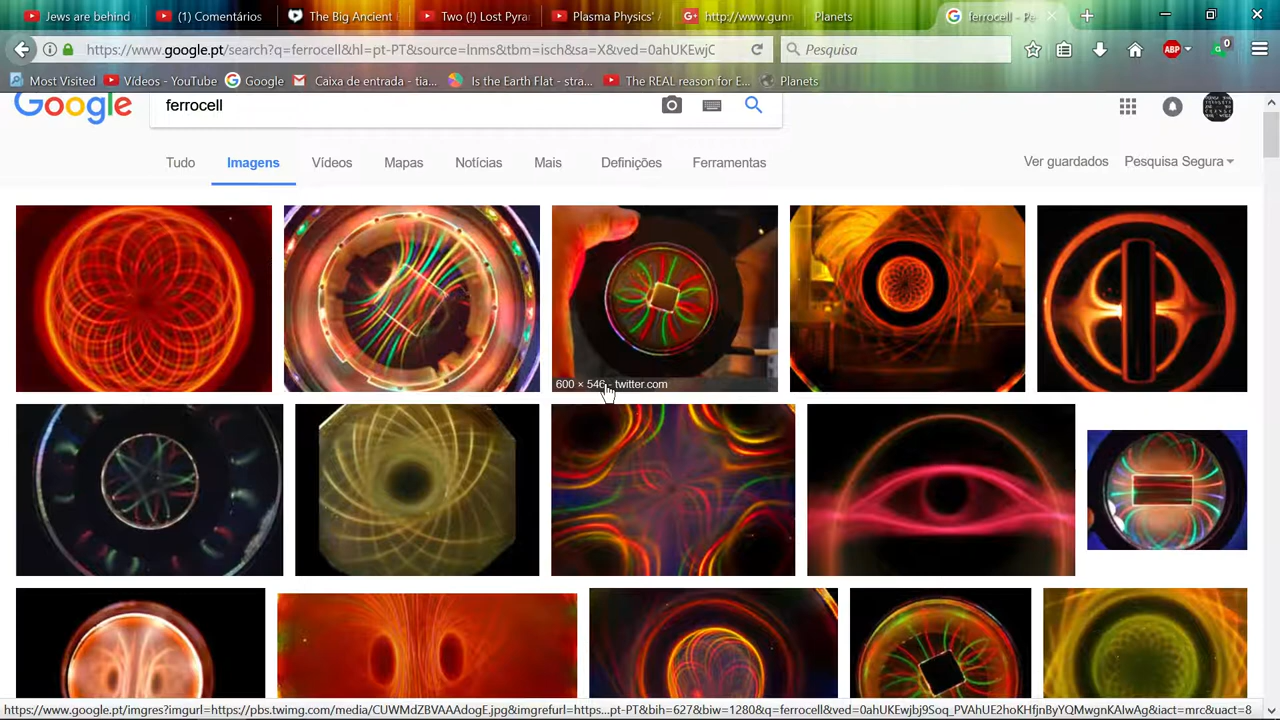 Jews are behind
(1) Comentários
The Big Ancient
Two (!) Lost Pyra
Plasma Physics' A
http://www.gunn
Planets
ferrocell - Pe
https://www.google.pt/search?q=ferrocell&hl=pt-PT&source=lnms&tbm=isch&sa=X&ved=0ahUKEwjC
Pesquisa
ABP
0
Most Visited
Vídeos - YouTube
Google
Caixa de entrada - tia...
Is the Earth Flat - stra...
The REAL reason for E...
Planets
Google
ferrocell
Tudo
Imagens
Vídeos
Mapas
Notícias
Mais
Definições
Ferramentas
Ver guardados
Pesquisa Segura
600 × 546 - twitter.com
https://www.google.pt/imgres?imgurl=https://pbs.twimg.com/media/CUWMdZBVAAAdogE.jpg&imgrefurl=https...pt-PT&bih=627&biw=1280&q=ferrocell&ved=0ahUKEwjbj9Soq_PVAhUE2hoKHfjnByYQMwgnKAIwAg&iact=mrc&uact=8